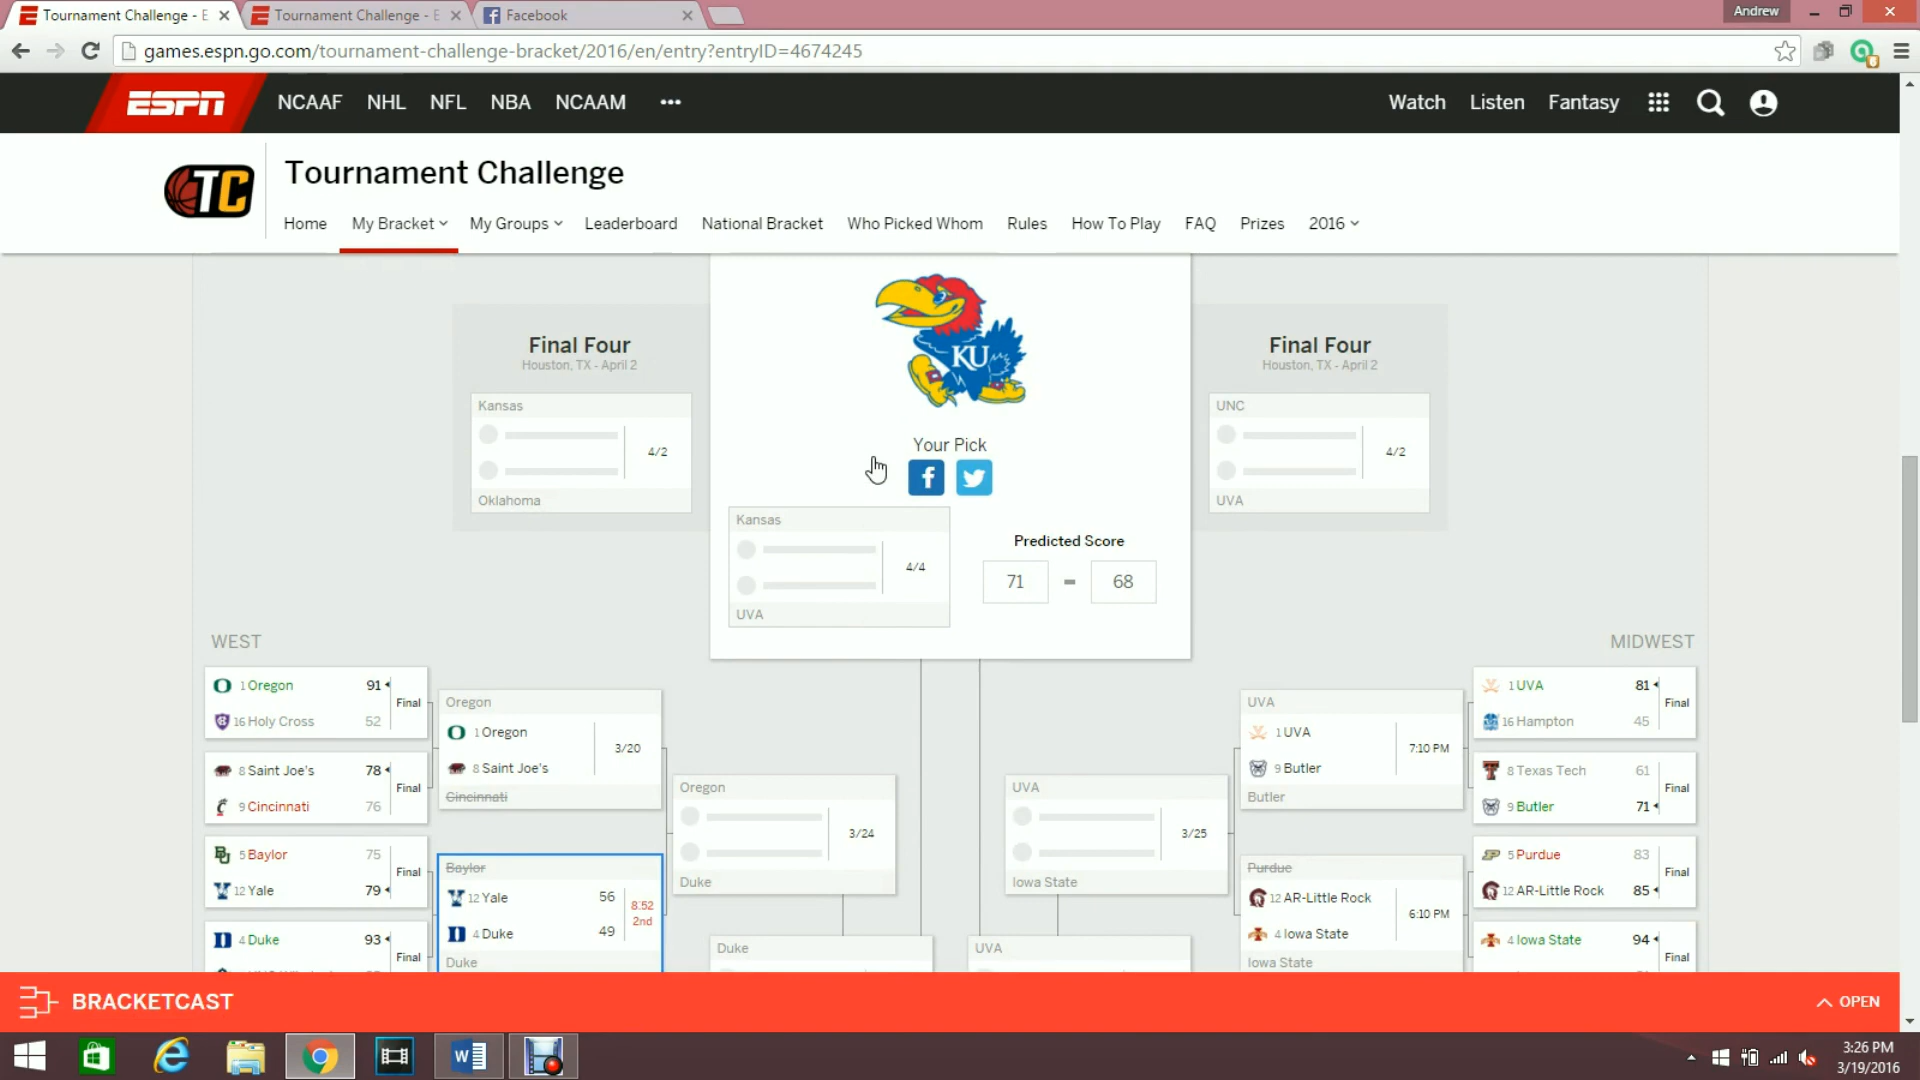 Tournament Challenge - E
Tournament Challenge - E
Facebook
Andrew
games.espn.go.com/tournament-challenge-bracket/2016/en/entry?entryID=4674245
ESPN
NCAAF
NHL
NFL
NBA
NCAAM
•••
Watch
Listen
Fantasy
TC
Tournament Challenge
Home
My Bracket
My Groups
Leaderboard
National Bracket
Who Picked Whom
Rules
How To Play
FAQ
Prizes
2016
KU
Your Pick
Kansas
4/4
UVA
Predicted Score
71 - 68
Final Four
Houston, TX - April 2
Kansas
4/2
Oklahoma
Final Four
Houston, TX - April 2
UNC
4/2
UVA
WEST
1 Oregon 91
16 Holy Cross 52
Final
8 Saint Joe's 78
9 Cincinnati 76
Final
5 Baylor 75
12 Yale 79
Final
4 Duke 93
Final
Oregon
1 Oregon
8 Saint Joe's
3/20
Cincinnati
Baylor
12 Yale 56
4 Duke 49
8:52
2nd
Duke
Oregon
3/24
Duke
Duke
MIDWEST
UVA
UVA
3/25
Iowa State
UVA
1 UVA
9 Butler
7:10 PM
Butler
Purdue
12 AR-Little Rock
4 Iowa State
6:10 PM
Iowa State
1 UVA 81
16 Hampton 45
Final
8 Texas Tech 61
9 Butler 71
Final
5 Purdue 83
12 AR-Little Rock 85
Final
4 Iowa State 94
Final
BRACKETCAST
OPEN
3:26 PM
3/19/2016